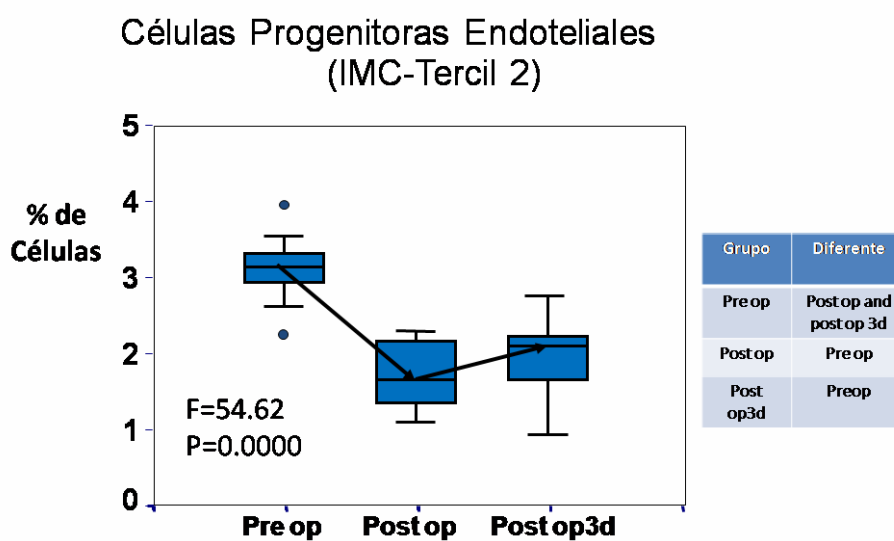 Células Progenitoras Endoteliales
(IMC-Tercil 2)
% de
Células
5
4
3
2
1
0
F=54.62
P=0.0000
Pre op
Post op
Post op3d
Grupo
Diferente
Pre op
Post op and
post op 3d
Post op
Pre op
Post
op3d
Preop